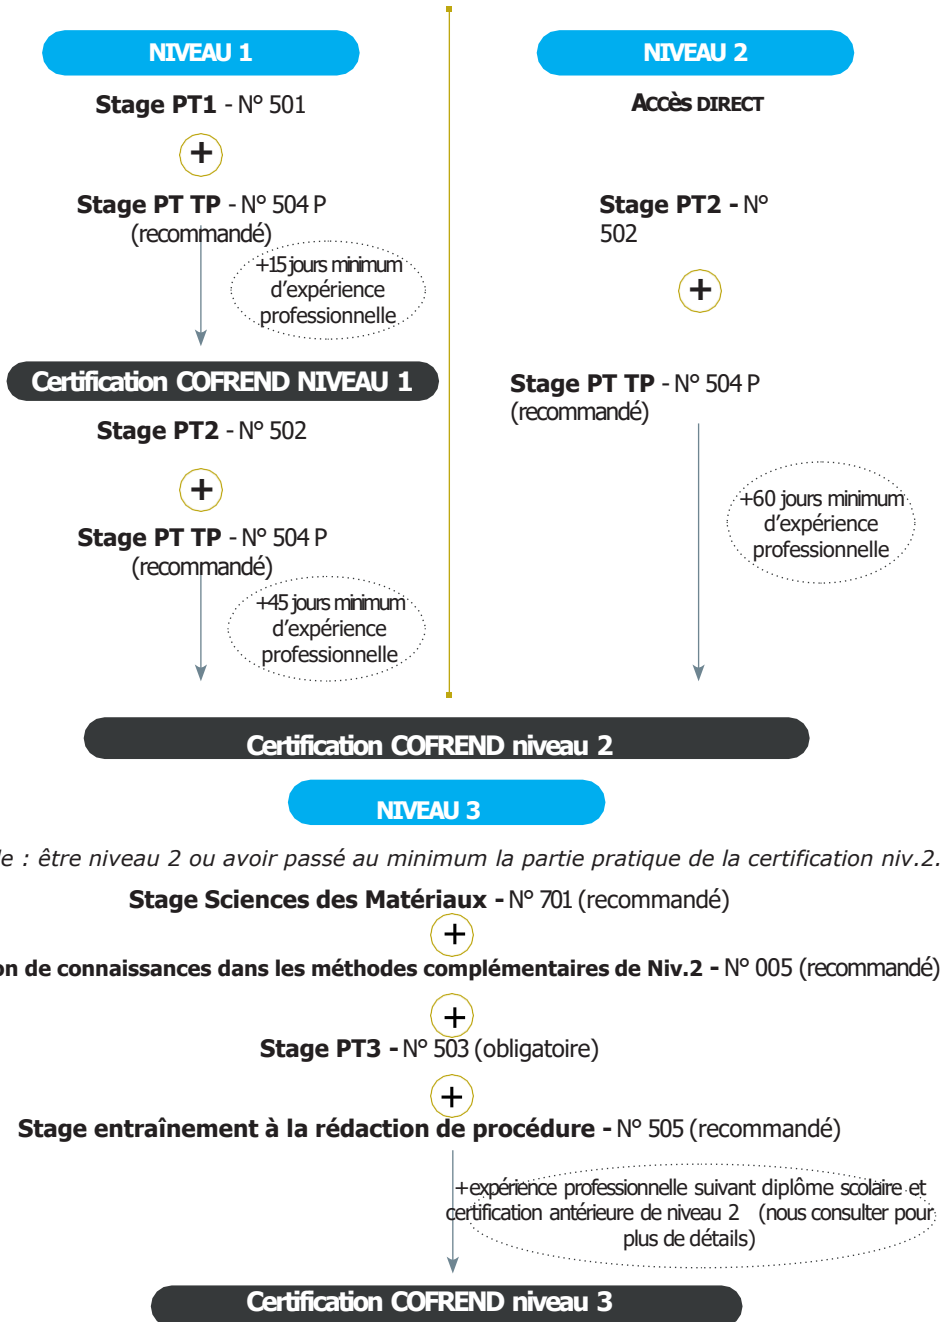 NIVEAU 1
Stage PT1 - N° 501
+
Stage PT TP - N° 504 P
(recommandé)
+15 jours minimum
d'expérience
professionnelle
Certification COFREND NIVEAU 1
Stage PT2 - N° 502
+
Stage PT TP - N° 504 P
(recommandé)
+45 jours minimum
d'expérience
professionnelle
NIVEAU 2
Accès DIRECT
Stage PT2 - N°
502
+
Stage PT TP - N° 504 P
(recommandé)
+60 jours minimum
d'expérience
professionnelle
Certification COFREND niveau 2
NIVEAU 3
: être niveau 2 ou avoir passé au minimum la partie pratique de la certification niv.2.
Stage Sciences des Matériaux - N° 701 (recommandé)
+
de connaissances dans les méthodes complémentaires de Niv.2 - N° 005 (recommandé)
+
Stage PT3 - N° 503 (obligatoire)
+
Stage entraînement à la rédaction de procédure - N° 505 (recommandé)
+expérience professionnelle suivant diplôme scolaire et
certification antérieure de niveau 2 (nous consulter pour
plus de détails)
Certification COFREND niveau 3